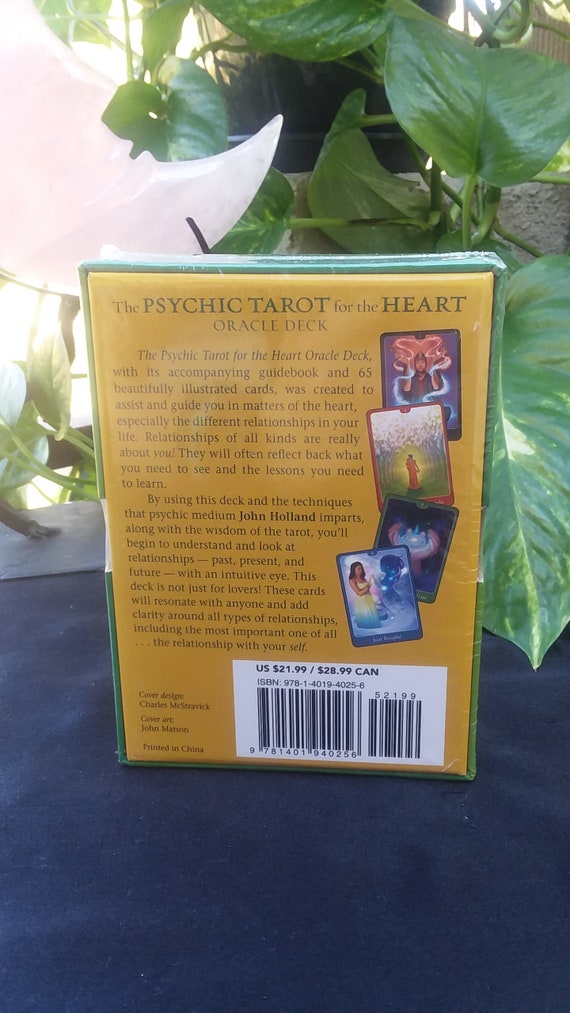 The PSYCHIC TAROT for the HEART
ORACLE DECK
The Psychic Tarot for the Heart Oracle Deck,
with its accompanying guidebook and 65
beautifully illustrated cards, was created to
assist and guide you in matters of the heart,
especially the different relationships in your
life. Relationships of all kinds are really
about you! They will often reflect back what
you need to see and the lessons you need
to learn.
By using this deck and the techniques
that psychic medium John Holland imparts,
along with the wisdom of the tarot, you'll
begin to understand and look at
relationships — past, present, and
future — with an intuitive eye. This
deck is not just for lovers! These cards
will resonate with anyone and add
clarity around all types of relationships,
including the most important one of all
. . . the relationship with your self.
Just Breathe
Cover design:
Charles McStravick
Cover art:
John Matson
Printed in China
US $21.99 / $28.99 CAN
ISBN: 978-1-4019-4025-6
52199
9 781401 940256